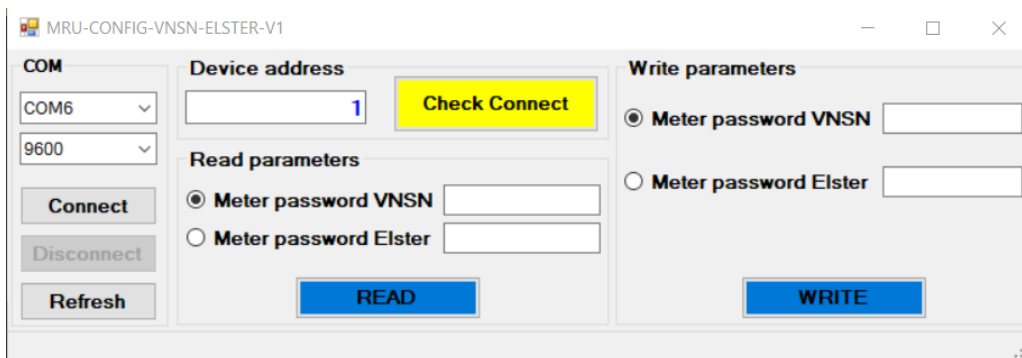 MRU-CONFIG-VNSN-ELSTER-V1
COM
COM6
9600
Connect
Disconnect
Refresh
Device address
1
Check Connect
Read parameters
Meter password VNSN
Meter password Elster
READ
Write parameters
Meter password VNSN
Meter password Elster
WRITE